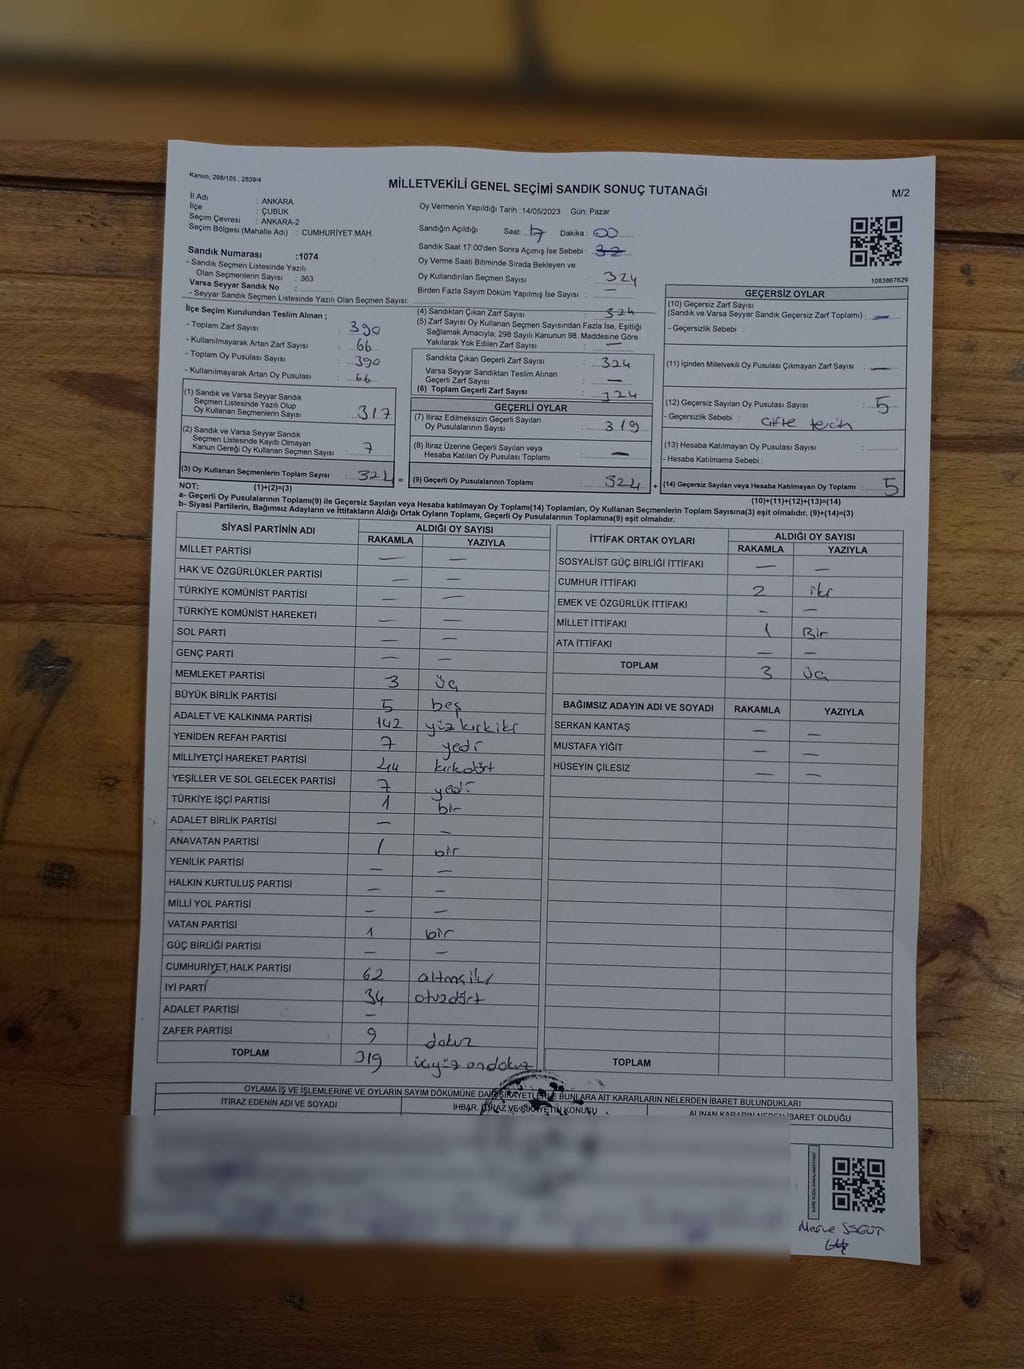 Kanun, 298/105 , 2839/4
MİLLETVEKİLİ GENEL SEÇİMİ SANDIK SONUÇ TUTANAĞI
M/2
İl Adı : ANKARA
İlçe : ÇUBUK
Seçim Çevresi : ANKARA-2
Seçim Bölgesi (Mahalle Adı) : CUMHURİYET MAH.
Oy Vermenin Yapıldığı Tarih :14/05/2023 Gün: Pazar
Sandığın Açıldığı Saat: 17 Dakika : 00
Sandık Saat 17:00'den Sonra Açımış İse Sebebi :
Oy Verme Saati Bitiminde Sırada Bekleyen ve
Oy Kullandırılan Seçmen Sayısı : 324
Birden Fazla Sayım Döküm Yapılmış İse Sayısı : —
Sandık Numarası :1074
- Sandık Seçmen Listesinde Yazılı
Olan Seçmenlerin Sayısı : 363
Varsa Seyyar Sandık No :
- Seyyar Sandık Seçmen Listesinde Yazılı Olan Seçmen Sayısı:
1083867629
İlçe Seçim Kurulundan Teslim Alınan ;
- Toplam Zarf Sayısı : 390
- Kullanılmayarak Artan Zarf Sayısı : 66
- Toplam Oy Pusulası Sayısı : 390
- Kullanılmayarak Artan Oy Pusulası : 66
(1) Sandık ve Varsa Seyyar Sandık
Seçmen Listesinde Yazılı Olup
Oy Kullanan Seçmenlerin Sayısı : 317
(2) Sandık ve Varsa Seyyar Sandık
Seçmen Listesinde Kayıtlı Olmayan
Kanun Gereği Oy Kullanan Seçmen Sayısı : 7
(3) Oy Kullanan Seçmenlerin Toplam Sayısı : 324 =
(1)+(2)=(3)
(4) Sandıktan Çıkan Zarf Sayısı : 324
(5) Zarf Sayısı Oy Kullanan Seçmen Sayısından Fazla İse, Eşitliği
Sağlamak Amacıyla; 298 Sayılı Kanunun 98. Maddesine Göre
Yakılarak Yok Edilen Zarf Sayısı : —
Sandıkta Çıkan Geçerli Zarf Sayısı : 324
Varsa Seyyar Sandıktan Teslim Alınan
Geçerli Zarf Sayısı : —
(6) Toplam Geçerli Zarf Sayısı : 324
GEÇERLİ OYLAR
(7) İtiraz Edilmeksizin Geçerli Sayılan
Oy Pusulalarının Sayısı : 319
(8) İtiraz Üzerine Geçerli Sayılan veya
Hesaba Katılan Oy Pusulası Toplamı : —
(9) Geçerli Oy Pusulalarının Toplamı : 324 +
GEÇERSİZ OYLAR
(10) Geçersiz Zarf Sayısı
(Sandık ve Varsa Seyyar Sandık Geçersiz Zarf Toplamı) : —
- Geçersizlik Sebebi :
(11) İçinden Milletvekili Oy Pusulası Çıkmayan Zarf Sayısı : —
(12) Geçersiz Sayılan Oy Pusulası Sayısı : 5
- Geçersizlik Sebebi : Çifte tercih
(13) Hesaba Katılmayan Oy Pusulası Sayısı :
- Hesaba Katılmama Sebebi :
(14) Geçersiz Sayılan veya Hesaba Katılmayan Oy Toplamı : 5
(10)+(11)+(12)+(13)=(14)
NOT:
a- Geçerli Oy Pusulalarının Toplamı(9) ile Geçersiz Sayılan veya Hesaba Katılmayan Oy Toplamı(14) Toplamları, Oy Kullanan Seçmenlerin Toplam Sayısına(3) eşit olmalıdır. (9)+(14)=(3)
b- Siyasi Partilerin, Bağımsız Adayların ve İttifakların Aldığı Ortak Oyların Toplamı, Geçerli Oy Pusulalarının Toplamına(9) eşit olmalıdır.
SİYASİ PARTİNİN ADI ALDIĞI OY SAYISI
RAKAMLA YAZIYLA
MİLLET PARTİSİ — —
HAK VE ÖZGÜRLÜKLER PARTİSİ — —
TÜRKİYE KOMÜNİST PARTİSİ — —
TÜRKİYE KOMÜNİST HAREKETİ — —
SOL PARTİ — —
GENÇ PARTİ — —
MEMLEKET PARTİSİ 3 üç
BÜYÜK BİRLİK PARTİSİ 5 beş
ADALET VE KALKINMA PARTİSİ 142 yüzkırkiki
YENİDEN REFAH PARTİSİ 7 yedi
MİLLİYETÇİ HAREKET PARTİSİ 44 kırkdört
YEŞİLLER VE SOL GELECEK PARTİSİ 7 yedi
TÜRKİYE İŞÇİ PARTİSİ 1 bir
ADALET BİRLİK PARTİSİ — —
ANAVATAN PARTİSİ 1 bir
YENİLİK PARTİSİ — —
HALKIN KURTULUŞ PARTİSİ — —
MİLLİ YOL PARTİSİ — —
VATAN PARTİSİ 1 bir
GÜÇ BİRLİĞİ PARTİSİ — —
CUMHURİYET HALK PARTİSİ 62 altmışiki
İYİ PARTİ 34 otuzdört
ADALET PARTİSİ —
ZAFER PARTİSİ 9 dokuz
TOPLAM 319 üçyüzondokuz
İTTİFAK ORTAK OYLARI ALDIĞI OY SAYISI
RAKAMLA YAZIYLA
SOSYALİST GÜÇ BİRLİĞİ İTTİFAKI — —
CUMHUR İTTİFAKI 2 iki
EMEK VE ÖZGÜRLÜK İTTİFAKI — —
MİLLET İTTİFAKI 1 Bir
ATA İTTİFAKI — —
TOPLAM 3 üç
BAĞIMSIZ ADAYIN ADI VE SOYADI RAKAMLA YAZIYLA
SERKAN KANTAŞ — —
MUSTAFA YİĞİT — —
HÜSEYİN ÇİLESİZ — —
TOPLAM
OYLAMA İŞ VE İŞLEMLERİNE VE OYLARIN SAYIM DÖKÜMÜNE DAİR ŞİKAYETLERLE BUNLARA AİT KARARLARIN NELERDEN İBARET BULUNDUKLARI
İTİRAZ EDENİN ADI VE SOYADI İHBAR, İTİRAZ VE ŞİKAYETİN KONUSU ALINAN KARARIN NEDEN İBARET OLDUĞU
Merve